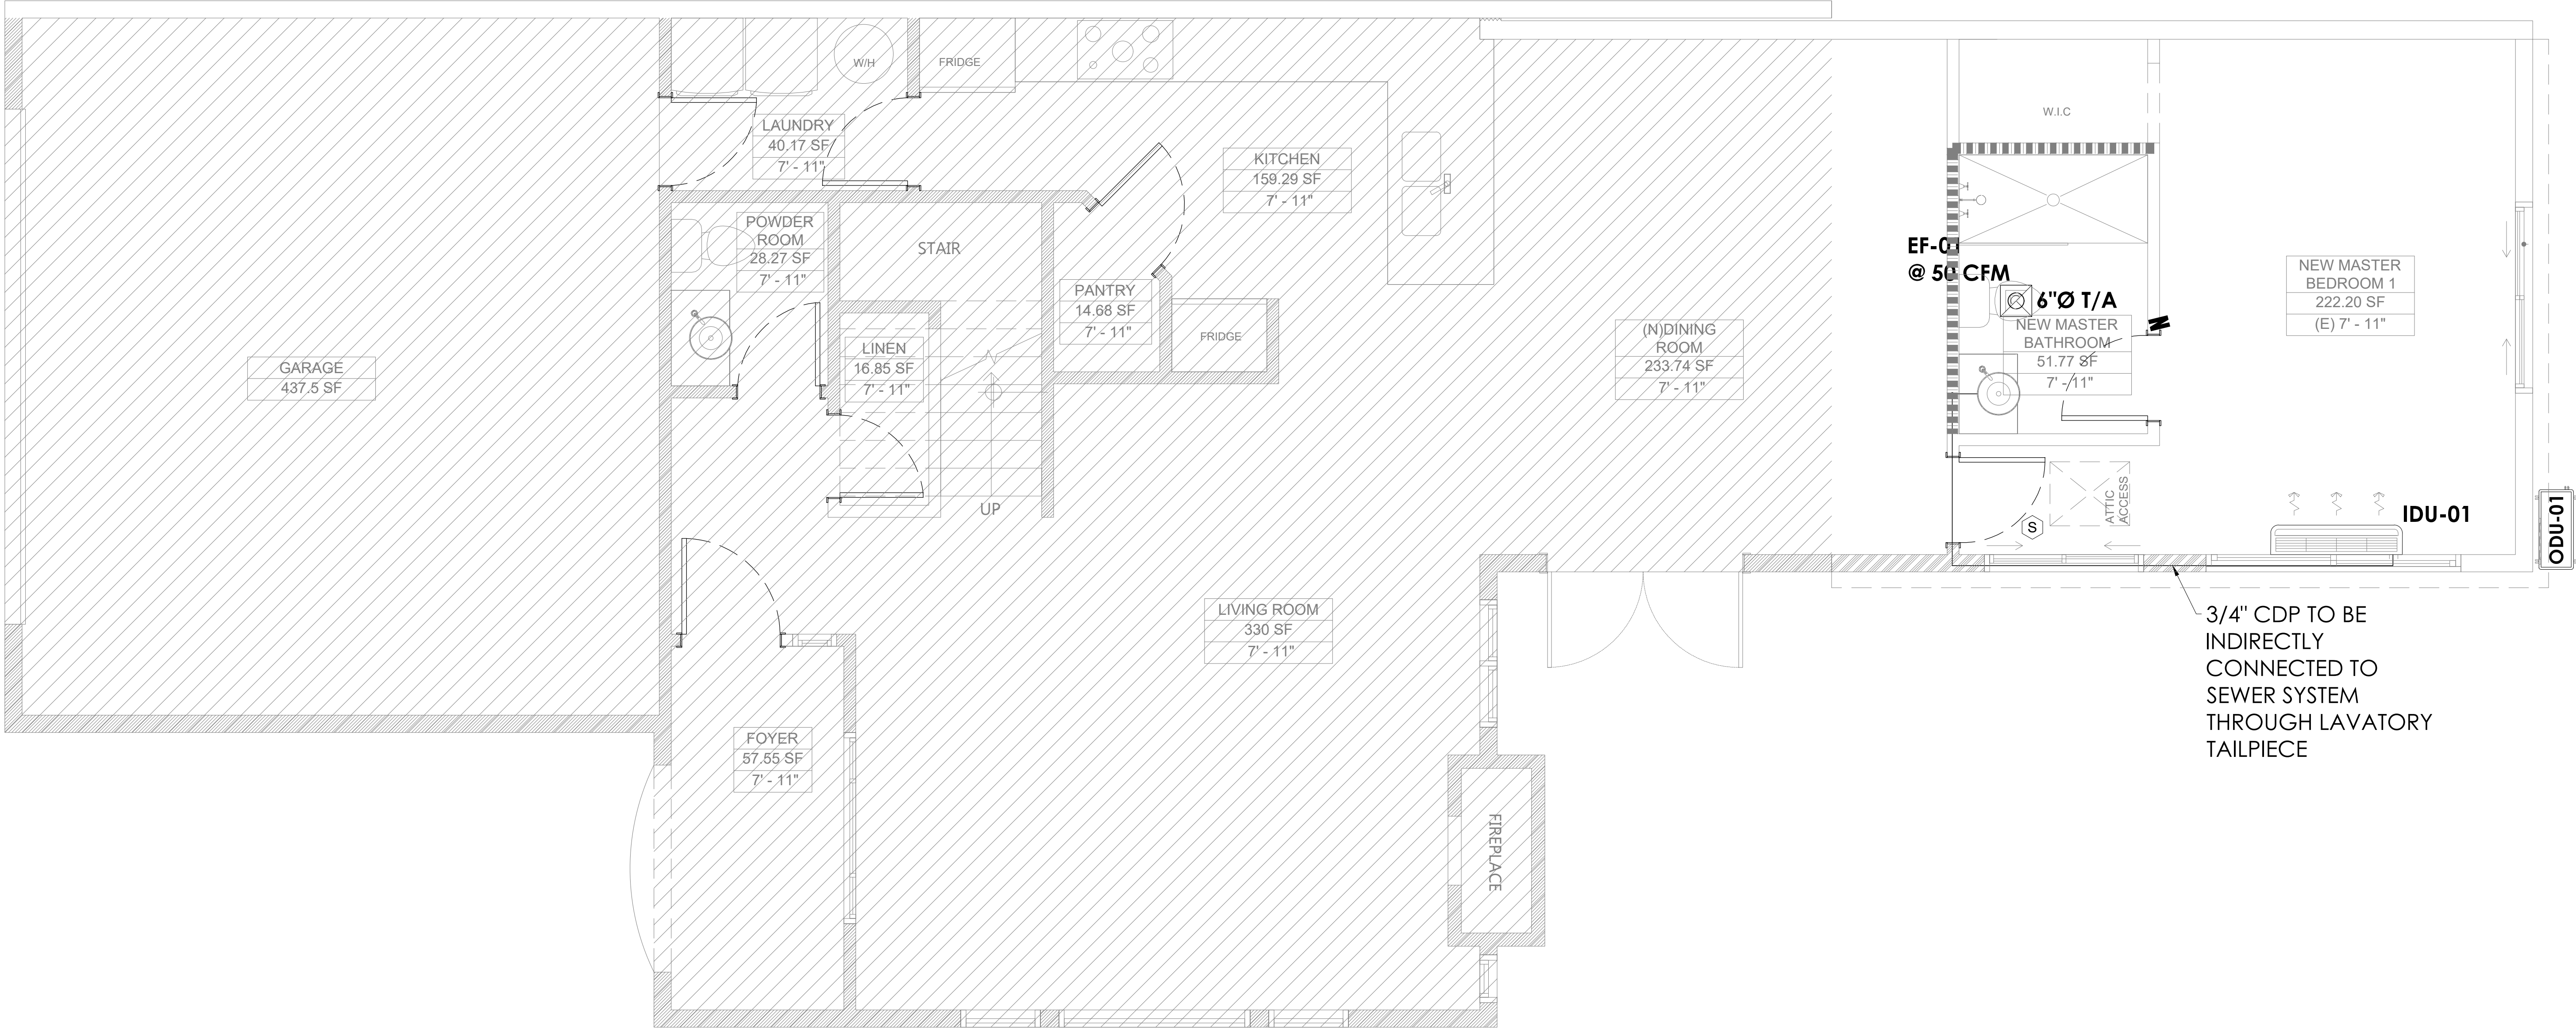 W/H
FRIDGE
LAUNDRY
40.17 SF
7' - 11"
KITCHEN
159.29 SF
7' - 11"
W.I.C
POWDER
ROOM
28.27 SF
7' - 11"
STAIR
PANTRY
14.68 SF
7' - 11"
FRIDGE
LINEN
16.85 SF
7' - 11"
UP
GARAGE
437.5 SF
(N)DINING
ROOM
233.74 SF
7' - 11"
EF-01
@ 50 CFM
6"Ø T/A
NEW MASTER
BATHROOM
51.77 SF
7' - 11"
N
NEW MASTER
BEDROOM 1
222.20 SF
(E) 7' - 11"
ATTIC
ACCESS
S
IDU-01
ODU-01
LIVING ROOM
330 SF
7' - 11"
3/4" CDP TO BE
INDIRECTLY
CONNECTED TO
SEWER SYSTEM
THROUGH LAVATORY
TAILPIECE
FOYER
57.55 SF
7' - 11"
FIREPLACE